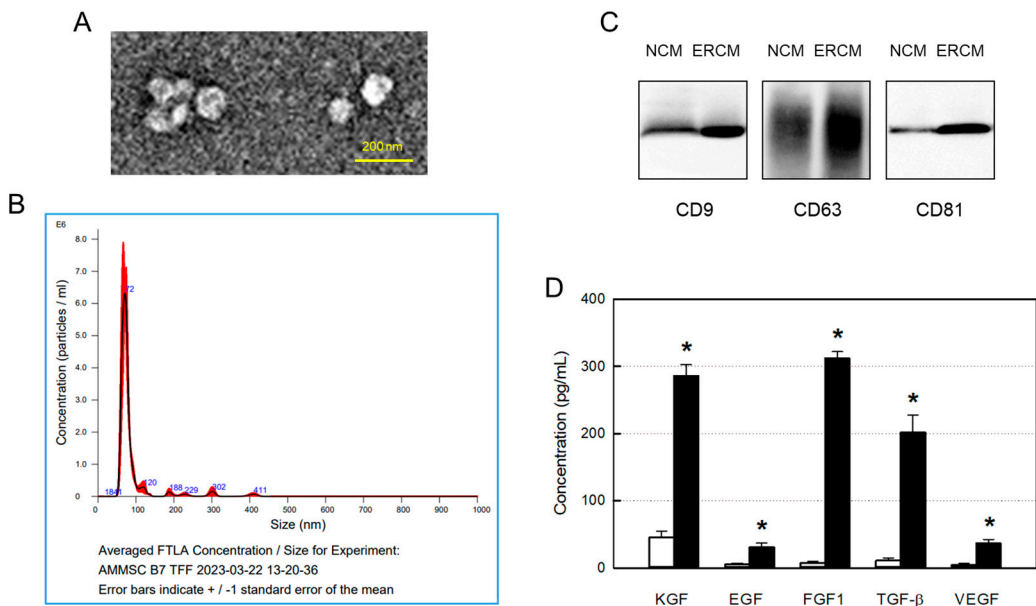 A
200 nm
B
E6
8.0
7.0
6.0
5.0
4.0
3.0
2.0
1.0
0
Concentration (particles / ml)
72
120
188
229
302
411
0 100 200 300 400 500 600 700 800 900 1000
Size (nm)
Averaged FTLA Concentration / Size for Experiment:
AMMSC B7 TFF 2023-03-22 13-20-36
Error bars indicate + / -1 standard error of the mean
C
NCM ERCM NCM ERCM NCM ERCM
CD9 CD63 CD81
D
400
300
200
100
0
Concentration (pg/mL)
* * * * *
KGF EGF FGF1 TGF-β VEGF